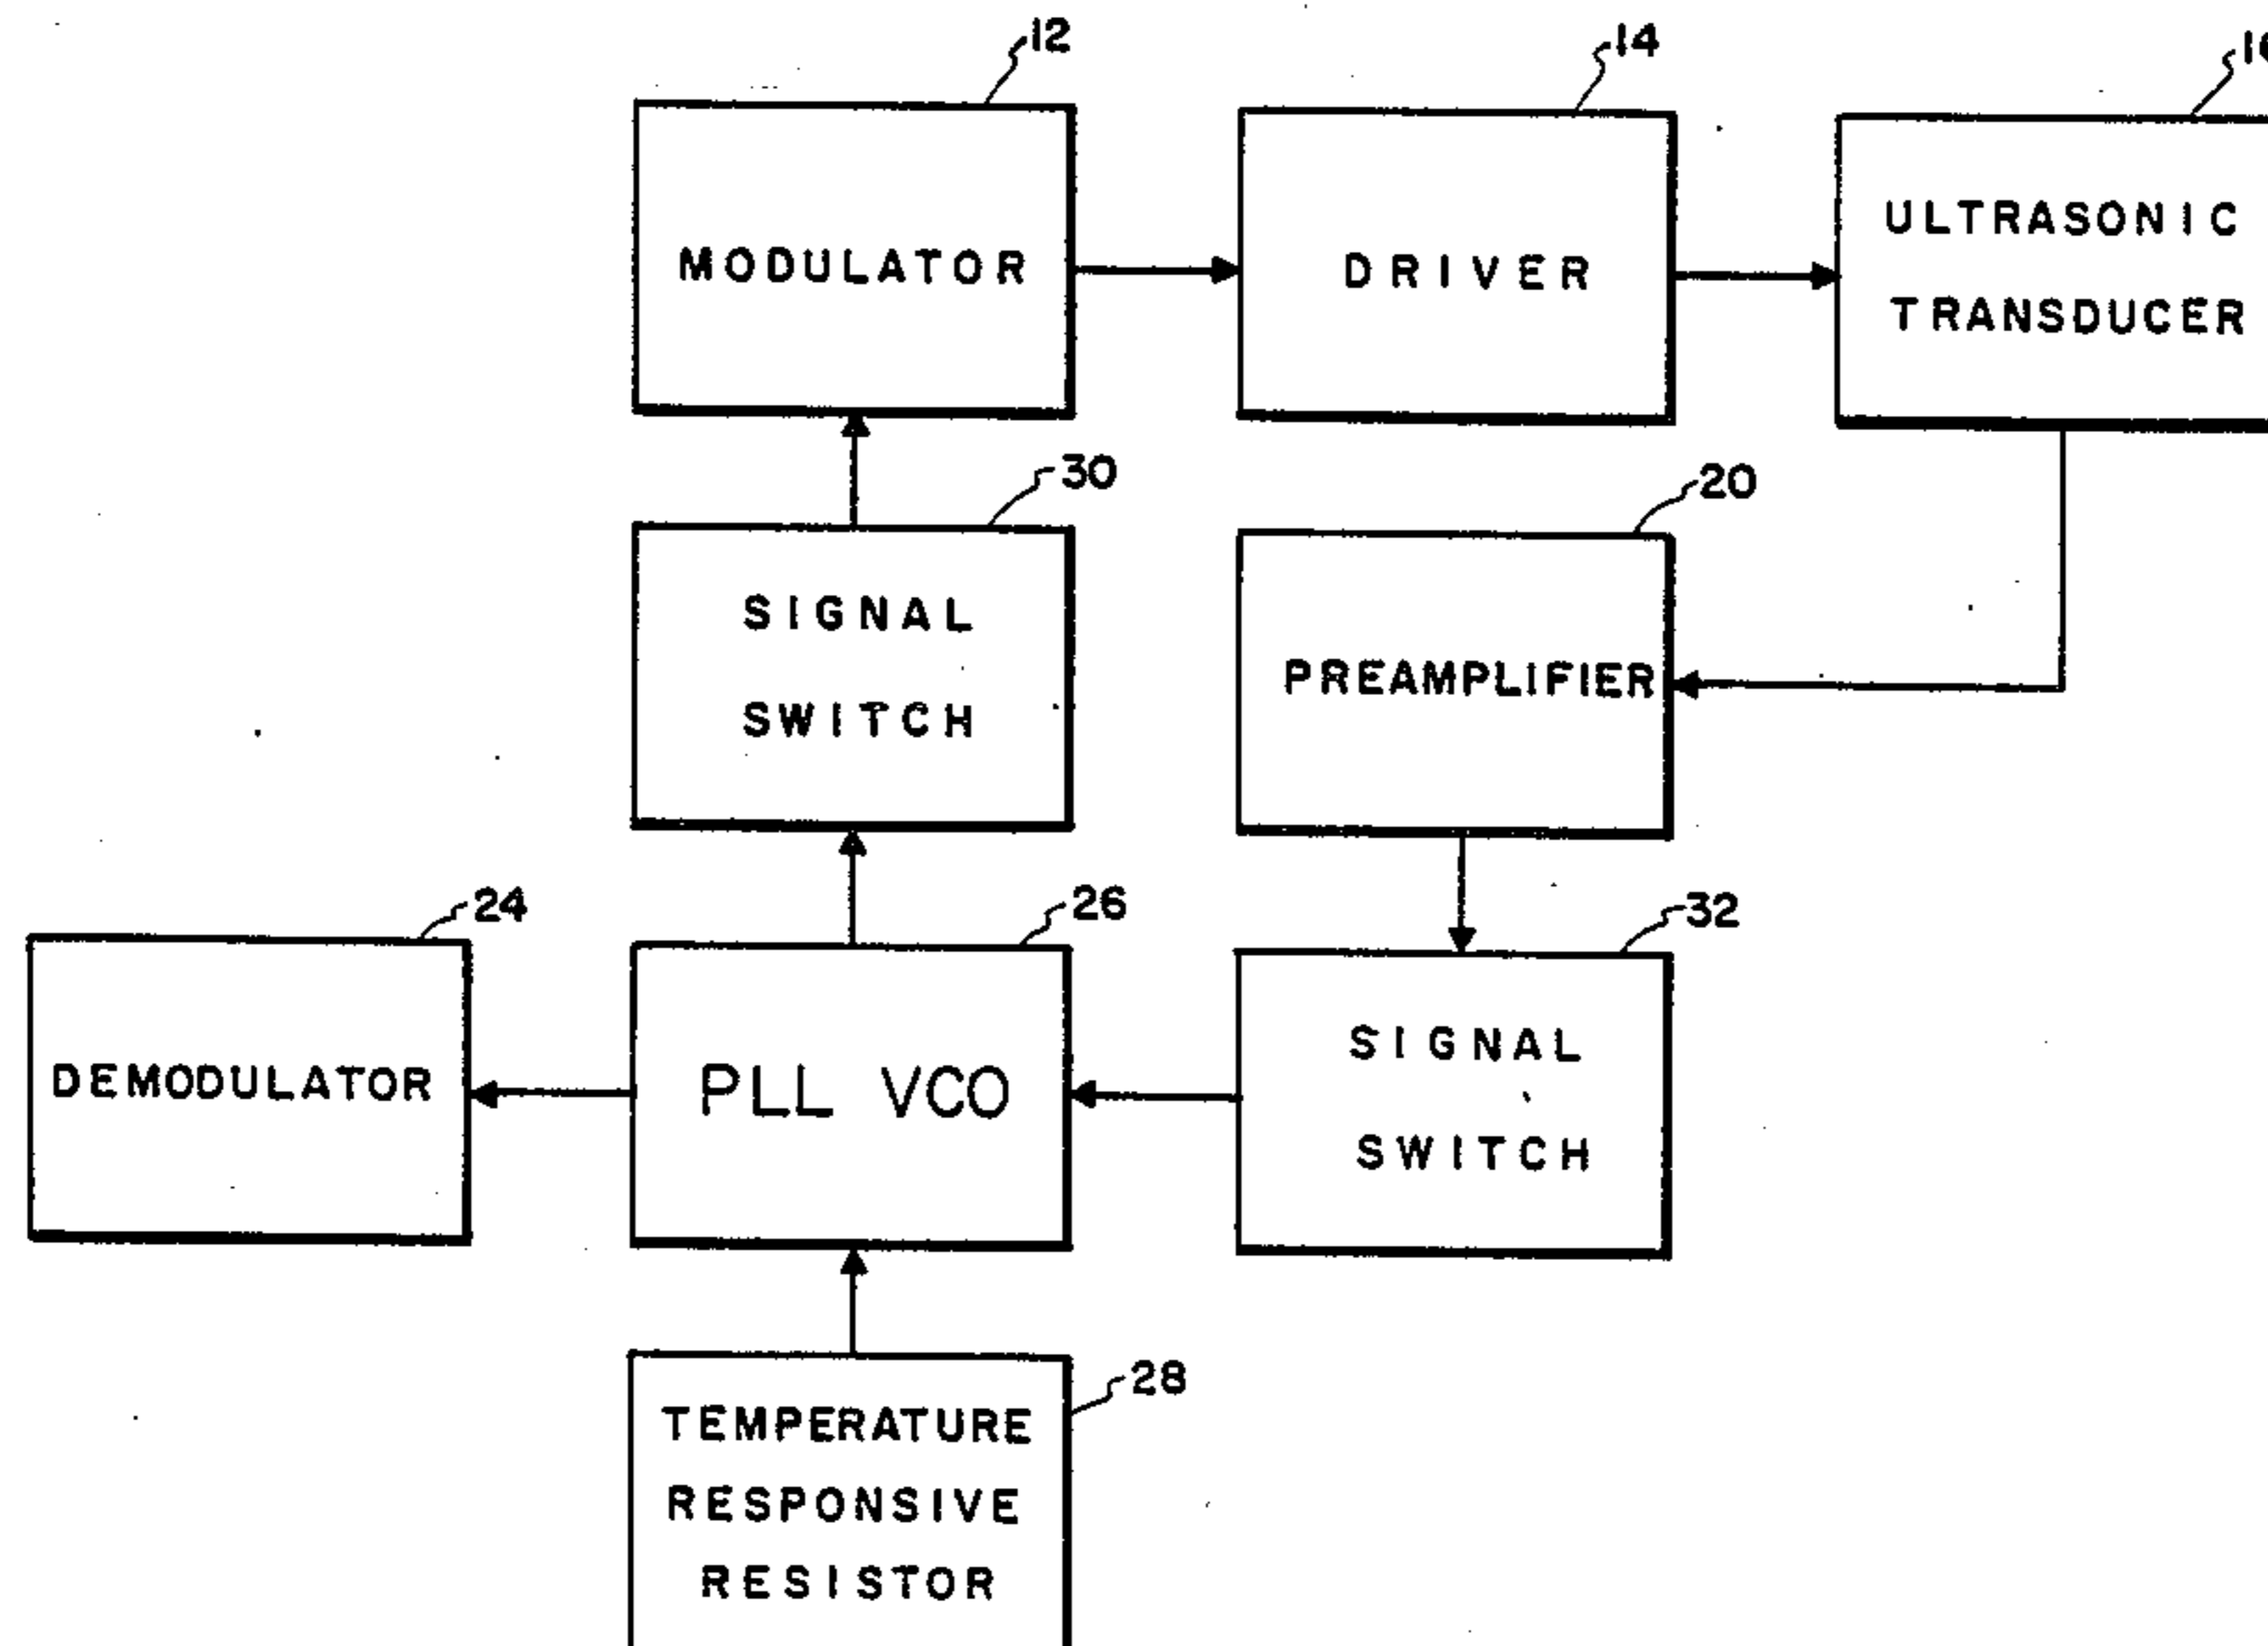 12
14
MODULATOR
DRIVER
ULTRASONIC
TRANSDUCER
30
20
SIGNAL
SWITCH
PREAMPLIFIER
24
26
32
DEMODULATOR
PLL VCO
SIGNAL
SWITCH
28
TEMPERATURE
RESPONSIVE
RESISTOR